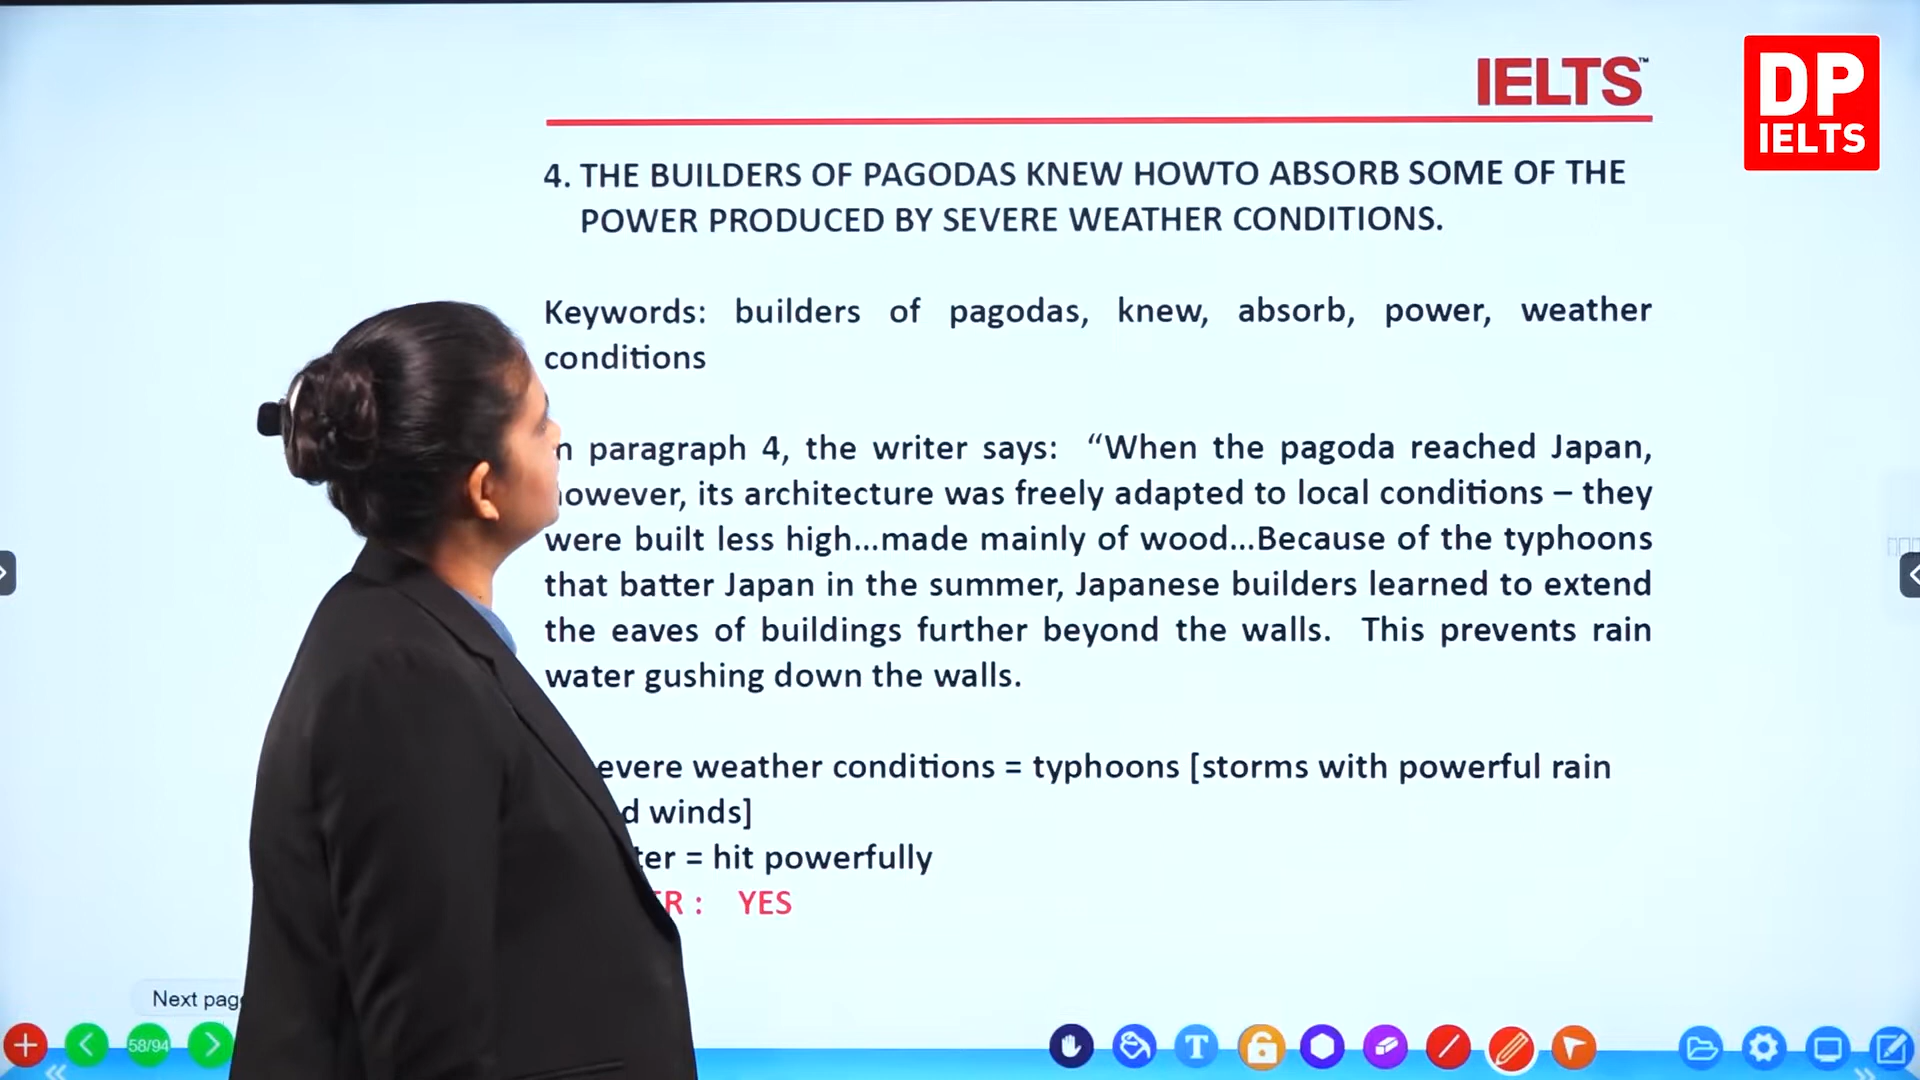 IELTS™
DP
IELTS
4. THE BUILDERS OF PAGODAS KNEW HOWTO ABSORB SOME OF THE
POWER PRODUCED BY SEVERE WEATHER CONDITIONS.
Keywords: builders of pagodas, knew, absorb, power, weather
conditions
paragraph 4, the writer says: “When the pagoda reached Japan,
its architecture was freely adapted to local conditions – they
were built less high...made mainly of wood...Because of the typhoons
that batter Japan in the summer, Japanese builders learned to extend
the eaves of buildings further beyond the walls. This prevents rain
water gushing down the walls.
weather conditions = typhoons [storms with powerful rain
winds]
= hit powerfully
: YES
Next
58/94
T